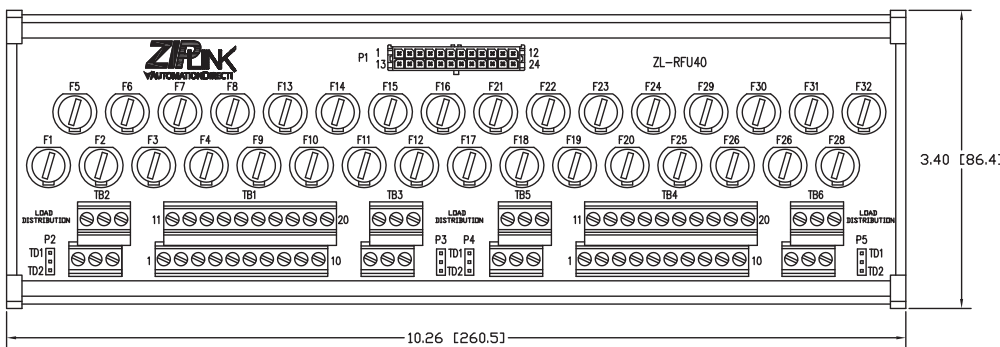 ZIPLINK
AUTOMATIONDIRECT
P1 1 12
13 24
ZL-RFU40
F5 F6 F7 F8 F13 F14 F15 F16 F21 F22 F23 F24 F29 F30 F31 F32
F1 F2 F3 F4 F9 F10 F11 F12 F17 F18 F19 F20 F25 F26 F26 F28
3.40 [86.4]
TB2 TB1 TB3 TB5 TB4 TB6
LOAD DISTRIBUTION 11 20 LOAD DISTRIBUTION 11 20 LOAD DISTRIBUTION
P2 P3 P4 P5
TD1 TD1 TD1
TD2 1 10 TD2 1 10 TD2
10.26 [260.5]